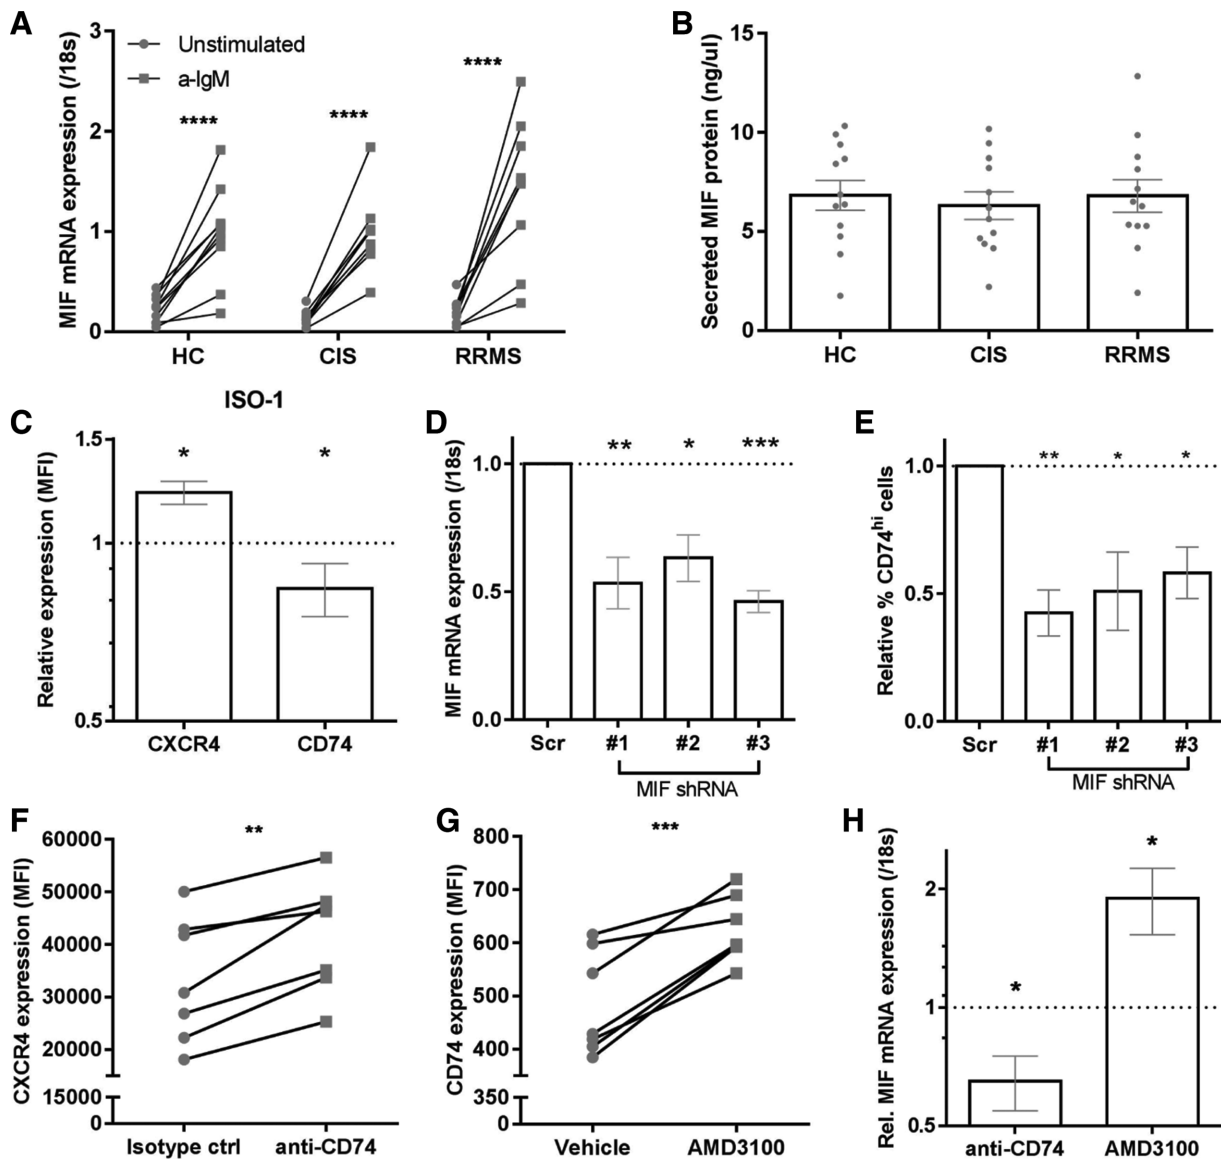 A
MIF mRNA expression (/18s)
3
2
1
0
Unstimulated
a-IgM
****
****
****
HC
CIS
RRMS
B
Secreted MIF protein (ng/ul)
15
10
5
0
HC
CIS
RRMS
C
ISO-1
Relative expression (MFI)
1.5
1
0.5
*
*
CXCR4
CD74
D
MIF mRNA expression (/18s)
1.0
0.5
0.0
**
*
***
Scr
#1
#2
#3
MIF shRNA
E
Relative % CD74hi cells
1.0
0.5
0.0
**
*
*
Scr
#1
#2
#3
MIF shRNA
F
CXCR4 expression (MFI)
60000
50000
40000
30000
20000
15000
0
**
Isotype ctrl
anti-CD74
G
CD74 expression (MFI)
800
700
600
500
400
350
0
***
Vehicle
AMD3100
H
Rel. MIF mRNA expression (/18s)
2
1
0.5
*
*
anti-CD74
AMD3100